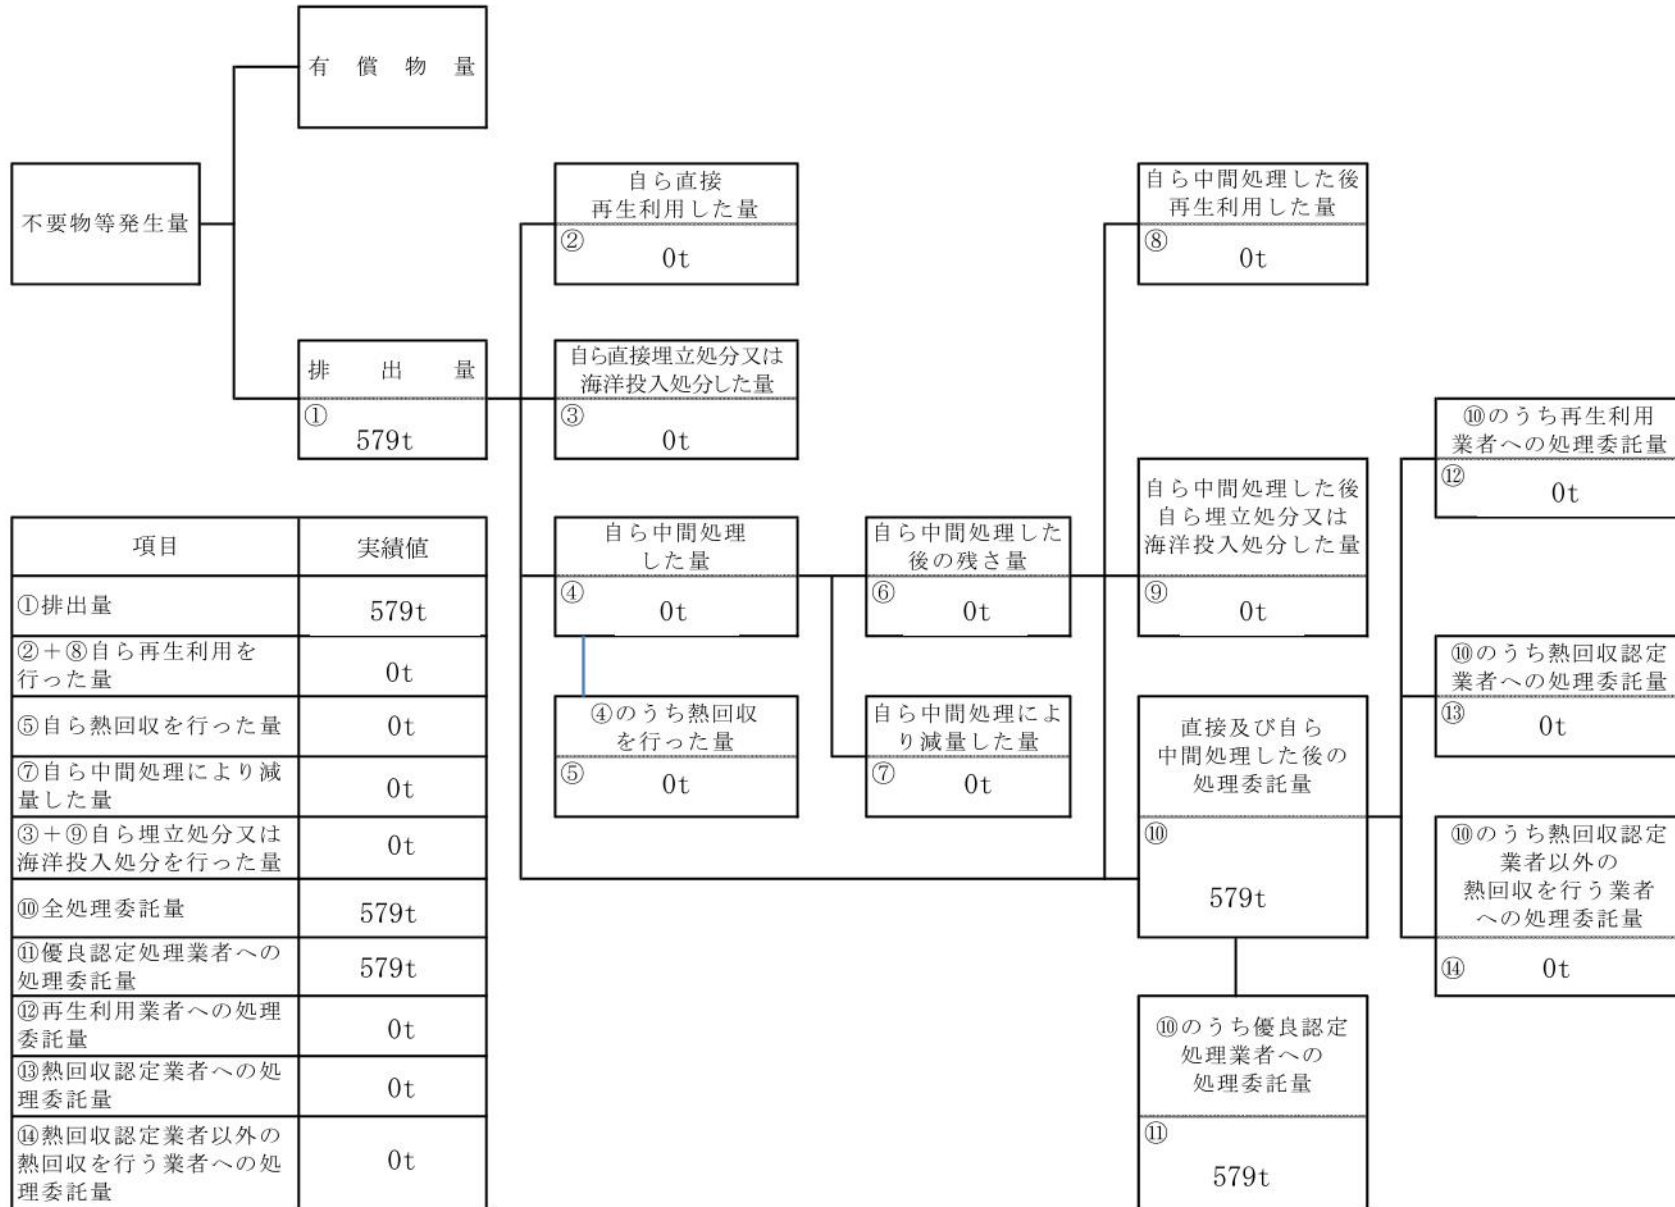 有償物量
不要物等発生量
排出量
①
579t
自ら直接
再生利用した量
②
0t
自ら直接埋立処分又は
海洋投入処分した量
③
0t
自ら中間処理
した量
④
0t
④のうち熱回収
を行った量
⑤
0t
自ら中間処理した
後の残さ量
⑥
0t
自ら中間処理によ
り減量した量
⑦
0t
自ら中間処理した後
再生利用した量
⑧
0t
自ら中間処理した後
自ら埋立処分又は
海洋投入処分した量
⑨
0t
直接及び自ら
中間処理した後の
処理委託量
⑩
579t
⑩のうち優良認定
処理業者への
処理委託量
⑪
579t
⑩のうち再生利用
業者への処理委託量
⑫
0t
⑩のうち熱回収認定
業者への処理委託量
⑬
0t
⑩のうち熱回収認定
業者以外の
熱回収を行う業者
への処理委託量
⑭
0t
項目 実績値
①排出量 579t
②+⑧自ら再生利用を
行った量
0t
⑤自ら熱回収を行った量 0t
⑦自ら中間処理により減
量した量
0t
③+⑨自ら埋立処分又は
海洋投入処分を行った量
0t
⑩全処理委託量 579t
⑪優良認定処理業者への
処理委託量
579t
⑫再生利用業者への処理
委託量
0t
⑬熱回収認定業者への処
理委託量
0t
⑭熱回収認定業者以外の
熱回収を行う業者への処
理委託量
0t